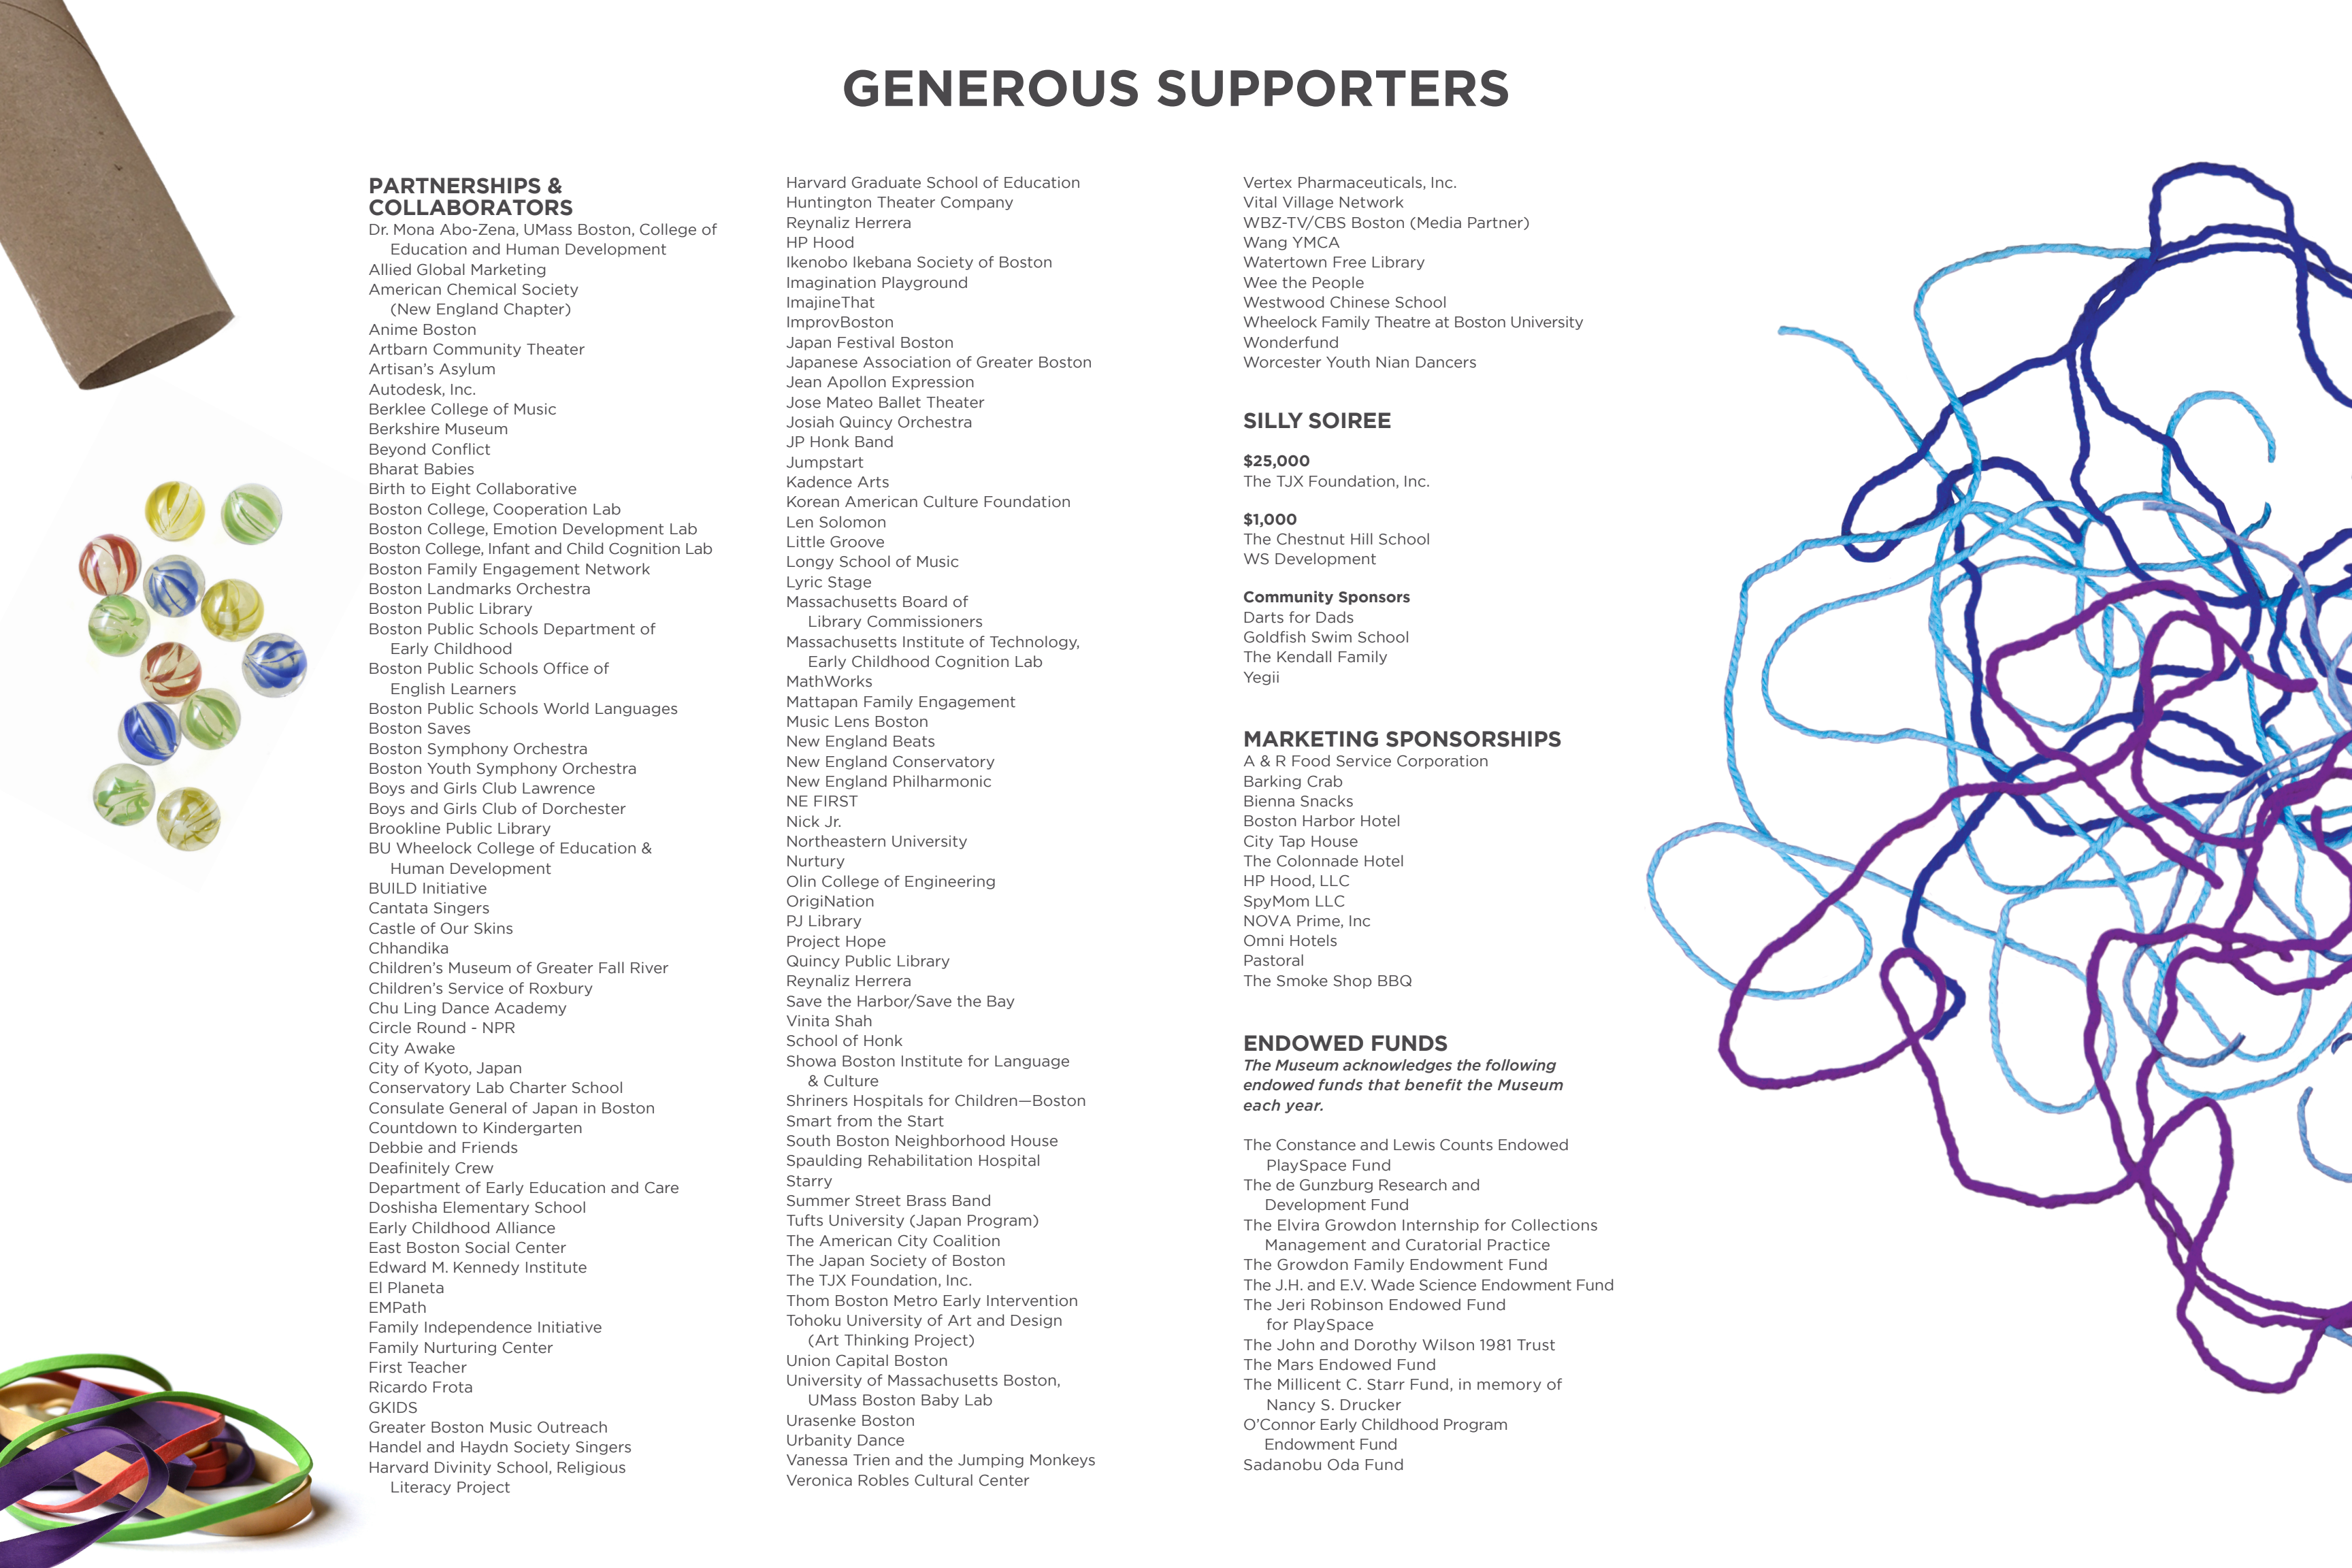 GENEROUS SUPPORTERS
PARTNERSHIPS &
COLLABORATORS
Dr. Mona Abo-Zena, UMass Boston, College of
Education and Human Development
Allied Global Marketing
American Chemical Society
(New England Chapter)
Anime Boston
Artbarn Community Theater
Artisan’s Asylum
Autodesk, Inc.
Berklee College of Music
Berkshire Museum
Beyond Conflict
Bharat Babies
Birth to Eight Collaborative
Boston College, Cooperation Lab
Boston College, Emotion Development Lab
Boston College, Infant and Child Cognition Lab
Boston Family Engagement Network
Boston Landmarks Orchestra
Boston Public Library
Boston Public Schools Department of
Early Childhood
Boston Public Schools Office of
English Learners
Boston Public Schools World Languages
Boston Saves
Boston Symphony Orchestra
Boston Youth Symphony Orchestra
Boys and Girls Club Lawrence
Boys and Girls Club of Dorchester
Brookline Public Library
BU Wheelock College of Education &
Human Development
BUILD Initiative
Cantata Singers
Castle of Our Skins
Chhandika
Children’s Museum of Greater Fall River
Children’s Service of Roxbury
Chu Ling Dance Academy
Circle Round - NPR
City Awake
City of Kyoto, Japan
Conservatory Lab Charter School
Consulate General of Japan in Boston
Countdown to Kindergarten
Debbie and Friends
Deafinitely Crew
Department of Early Education and Care
Doshisha Elementary School
Early Childhood Alliance
East Boston Social Center
Edward M. Kennedy Institute
El Planeta
EMPath
Family Independence Initiative
Family Nurturing Center
First Teacher
Ricardo Frota
GKIDS
Greater Boston Music Outreach
Handel and Haydn Society Singers
Harvard Divinity School, Religious
Literacy Project
Harvard Graduate School of Education
Huntington Theater Company
Reynaliz Herrera
HP Hood
Ikenobo Ikebana Society of Boston
Imagination Playground
ImajineThat
ImprovBoston
Japan Festival Boston
Japanese Association of Greater Boston
Jean Apollon Expression
Jose Mateo Ballet Theater
Josiah Quincy Orchestra
JP Honk Band
Jumpstart
Kadence Arts
Korean American Culture Foundation
Len Solomon
Little Groove
Longy School of Music
Lyric Stage
Massachusetts Board of
Library Commissioners
Massachusetts Institute of Technology,
Early Childhood Cognition Lab
MathWorks
Mattapan Family Engagement
Music Lens Boston
New England Beats
New England Conservatory
New England Philharmonic
NE FIRST
Nick Jr.
Northeastern University
Nurtury
Olin College of Engineering
OrigiNation
PJ Library
Project Hope
Quincy Public Library
Reynaliz Herrera
Save the Harbor/Save the Bay
Vinita Shah
School of Honk
Showa Boston Institute for Language
& Culture
Shriners Hospitals for Children—Boston
Smart from the Start
South Boston Neighborhood House
Spaulding Rehabilitation Hospital
Starry
Summer Street Brass Band
Tufts University (Japan Program)
The American City Coalition
The Japan Society of Boston
The TJX Foundation, Inc.
Thom Boston Metro Early Intervention
Tohoku University of Art and Design
(Art Thinking Project)
Union Capital Boston
University of Massachusetts Boston,
UMass Boston Baby Lab
Urasenke Boston
Urbanity Dance
Vanessa Trien and the Jumping Monkeys
Veronica Robles Cultural Center
Vertex Pharmaceuticals, Inc.
Vital Village Network
WBZ-TV/CBS Boston (Media Partner)
Wang YMCA
Watertown Free Library
Wee the People
Westwood Chinese School
Wheelock Family Theatre at Boston University
Wonderfund
Worcester Youth Nian Dancers
SILLY SOIREE
$25,000
The TJX Foundation, Inc.
$1,000
The Chestnut Hill School
WS Development
Community Sponsors
Darts for Dads
Goldfish Swim School
The Kendall Family
Yegii
MARKETING SPONSORSHIPS
A & R Food Service Corporation
Barking Crab
Bienna Snacks
Boston Harbor Hotel
City Tap House
The Colonnade Hotel
HP Hood, LLC
SpyMom LLC
NOVA Prime, Inc
Omni Hotels
Pastoral
The Smoke Shop BBQ
ENDOWED FUNDS
The Museum acknowledges the following
endowed funds that benefit the Museum
each year.
The Constance and Lewis Counts Endowed
PlaySpace Fund
The de Gunzburg Research and
Development Fund
The Elvira Growdon Internship for Collections
Management and Curatorial Practice
The Growdon Family Endowment Fund
The J.H. and E.V. Wade Science Endowment Fund
The Jeri Robinson Endowed Fund
for PlaySpace
The John and Dorothy Wilson 1981 Trust
The Mars Endowed Fund
The Millicent C. Starr Fund, in memory of
Nancy S. Drucker
O’Connor Early Childhood Program
Endowment Fund
Sadanobu Oda Fund